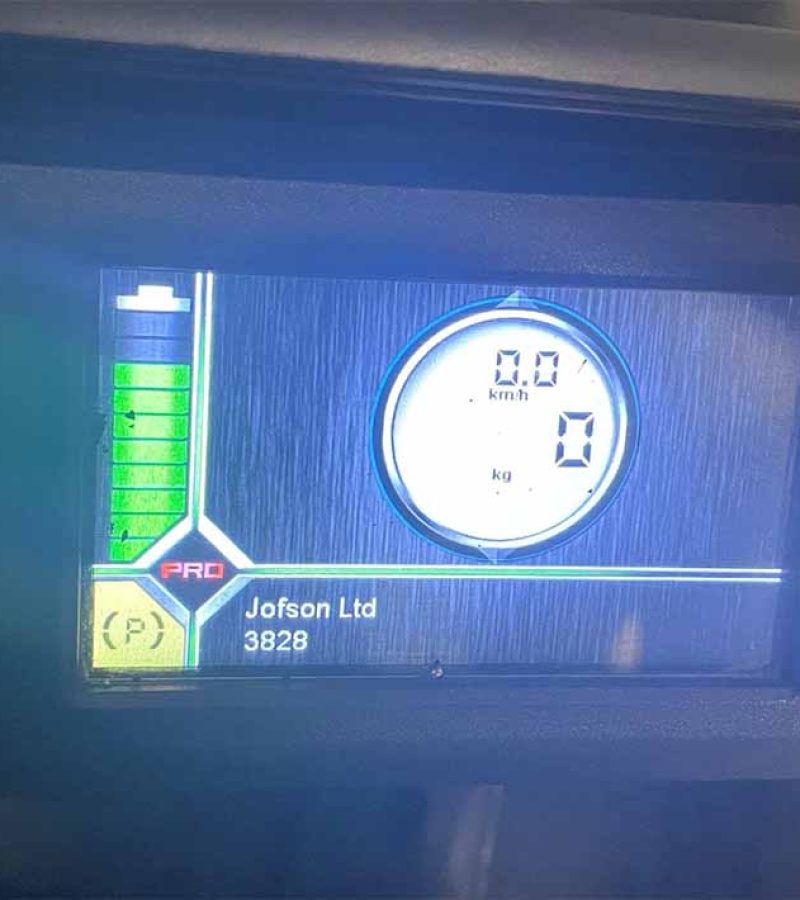 0.0
km/h
0
kg
PRO
(P)
Jofson Ltd
3828